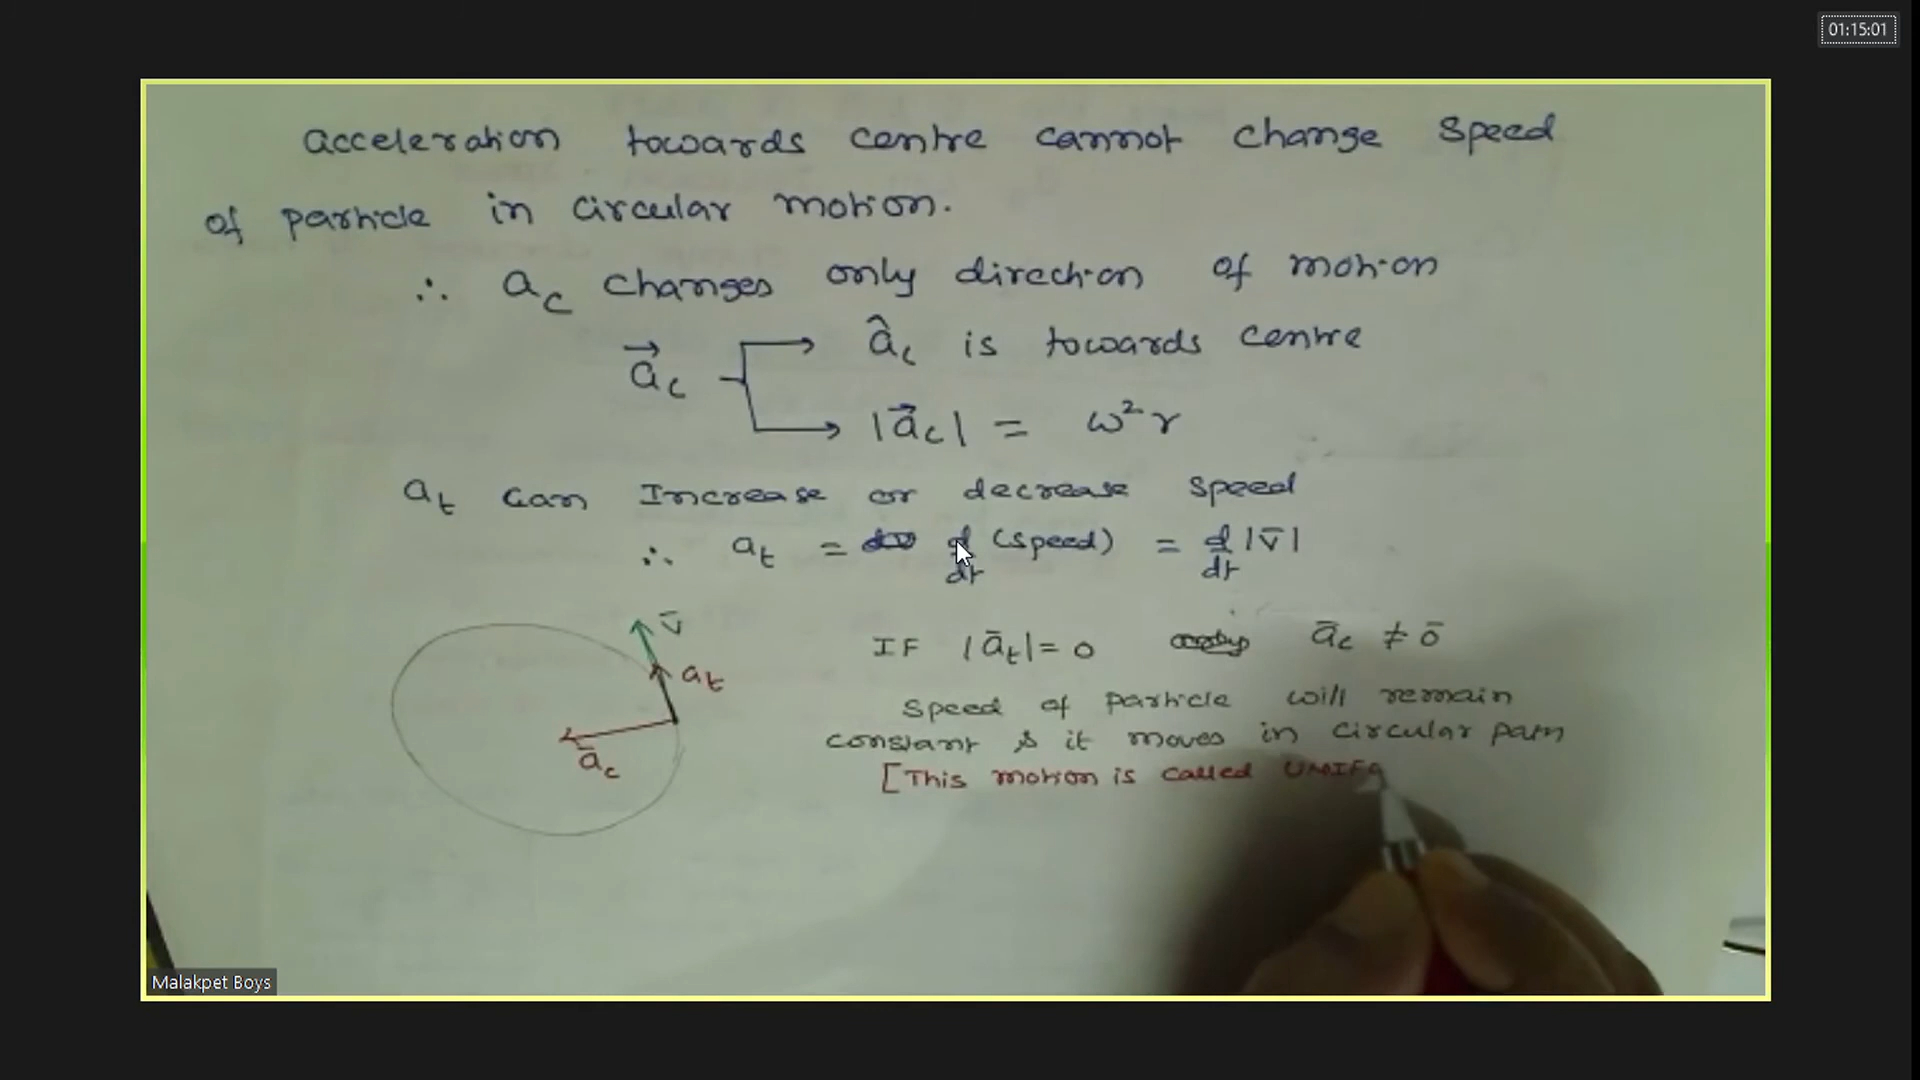 01:15:01
acceleration towards centre cannot change speed
of particle in circular motion.
∴ a_c changes only direction of motion
→a_c → â_c is towards centre
→ |→a_c| = ω²r
a_t can Increase or decrease speed
∴ a_t = d/dt (speed) = d/dt |v̄|
v̄
a_t
ā_c
IF |ā_t| = 0 ā_c ≠ ō
speed of particle will remain
constant & it moves in circular path
[This motion is called UNIFO
Malakpet Boys